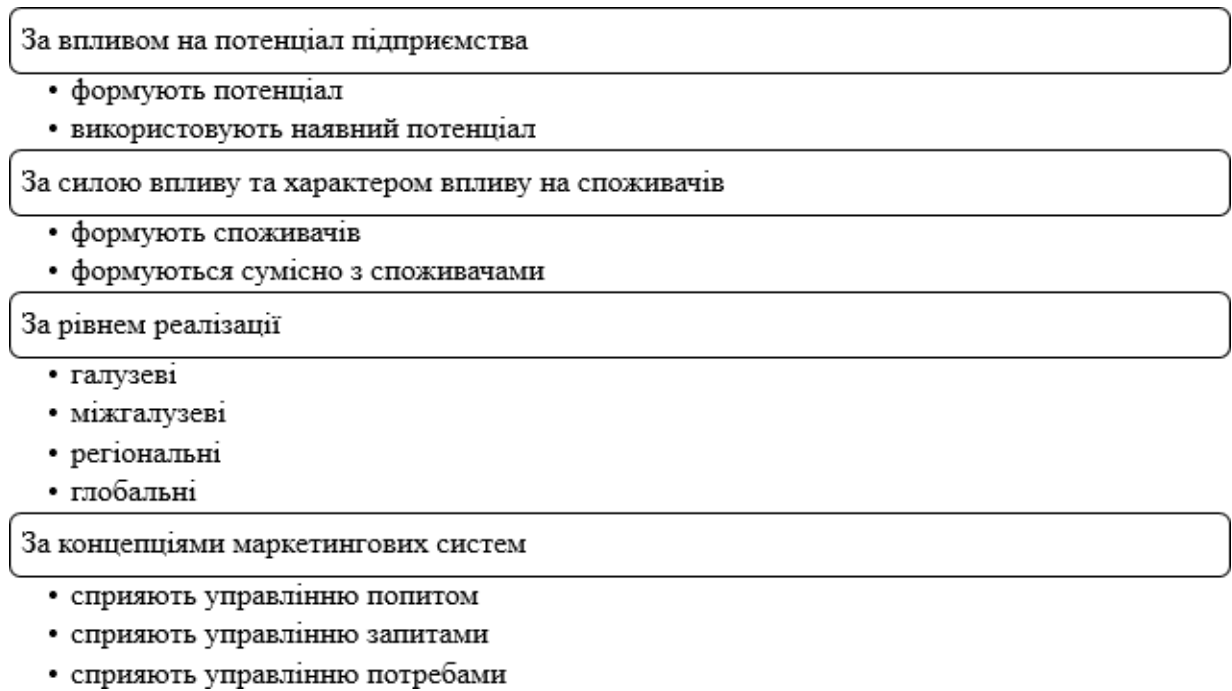 За впливом на потенціал підприємства
• формують потенціал
• використовують наявний потенціал
За силою впливу та характером впливу на споживачів
• формують споживачів
• формуються сумісно з споживачами
За рівнем реалізації
• галузеві
• міжгалузеві
• регіональні
• глобальні
За концепціями маркетингових систем
• сприяють управлінню попитом
• сприяють управлінню запитами
• сприяють управлінню потребами